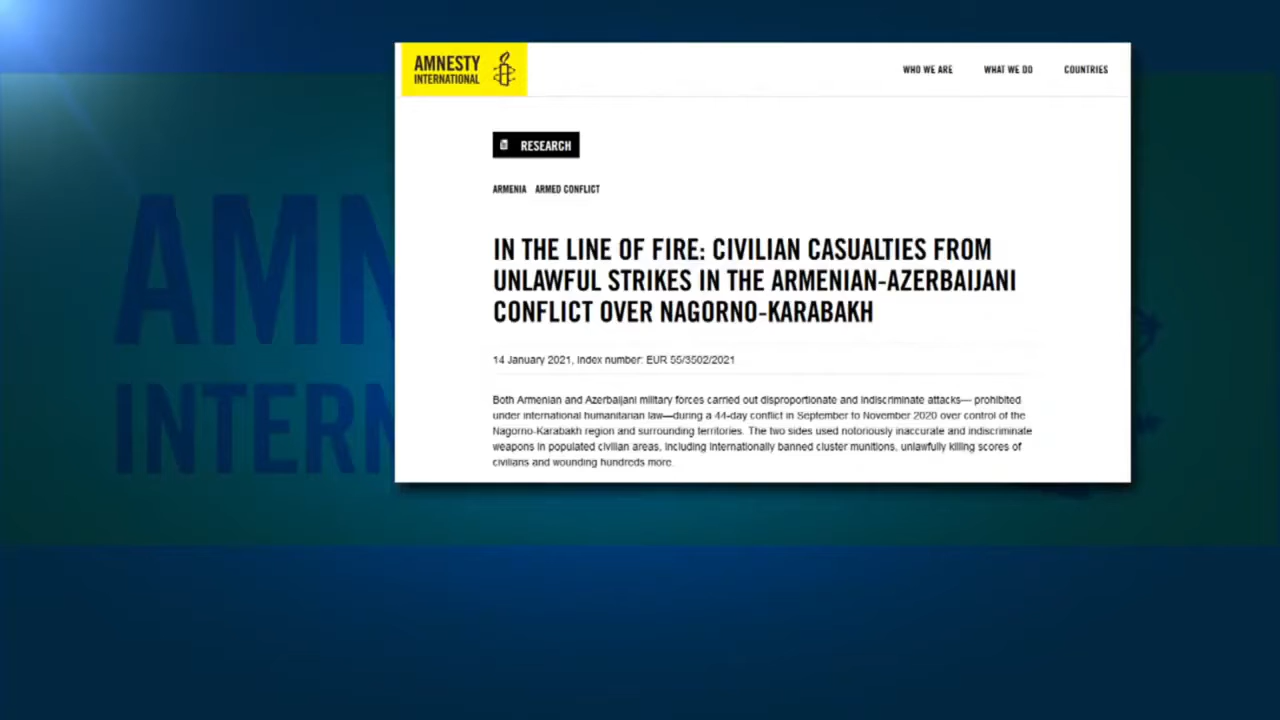 AMNESTY
INTERNATIONAL
WHO WE ARE
WHAT WE DO
COUNTRIES
RESEARCH
ARMENIA ARMED CONFLICT
IN THE LINE OF FIRE: CIVILIAN CASUALTIES FROM
UNLAWFUL STRIKES IN THE ARMENIAN-AZERBAIJANI
CONFLICT OVER NAGORNO-KARABAKH
14 January 2021, Index number: EUR 55/3502/2021
Both Armenian and Azerbaijani military forces carried out disproportionate and indiscriminate attacks— prohibited
under international humanitarian law—during a 44-day conflict in September to November 2020 over control of the
Nagorno-Karabakh region and surrounding territories. The two sides used notoriously inaccurate and indiscriminate
weapons in populated civilian areas, including internationally banned cluster munitions, unlawfully killing scores of
civilians and wounding hundreds more.
AMN
INTERN